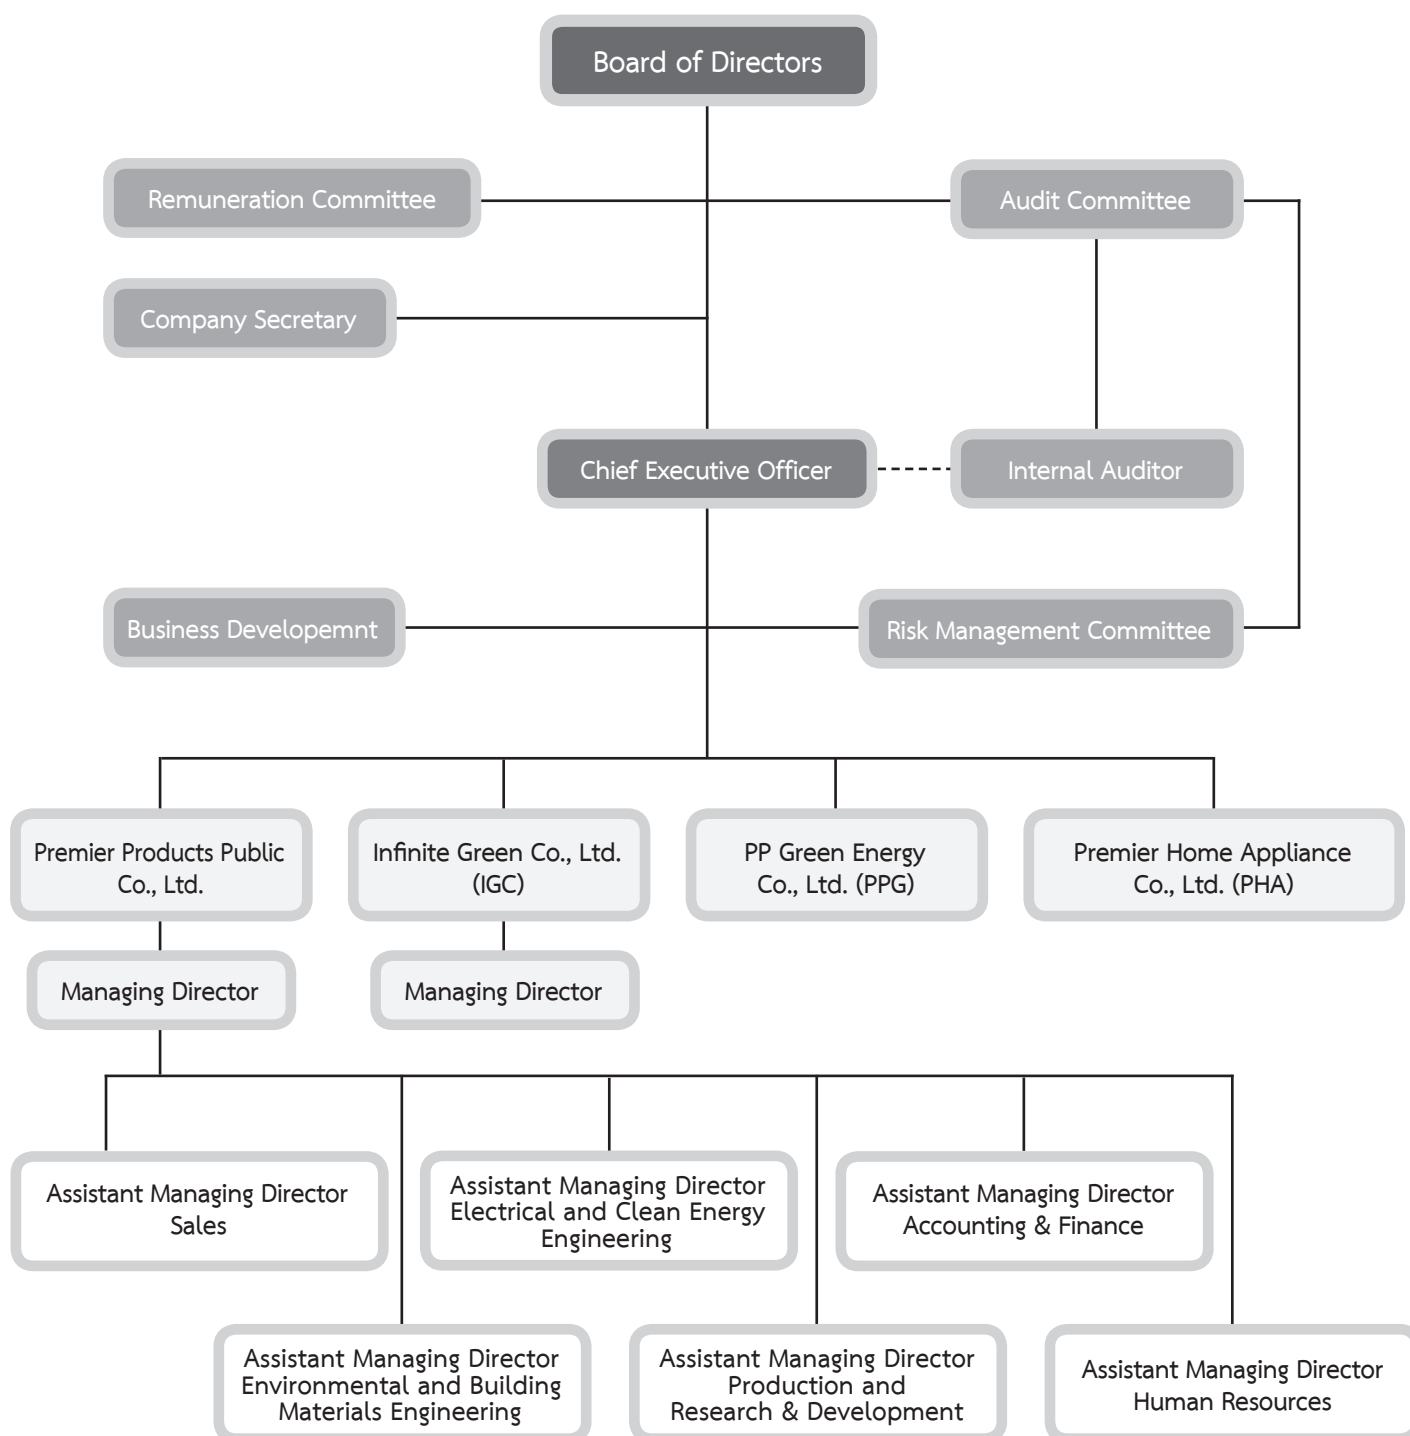 Board of Directors
Remuneration Committee
Audit Committee
Company Secretary
Chief Executive Officer
Internal Auditor
Business Developemnt
Risk Management Committee
Premier Products Public
Co., Ltd.
Infinite Green Co., Ltd.
(IGC)
PP Green Energy
Co., Ltd. (PPG)
Premier Home Appliance
Co., Ltd. (PHA)
Managing Director
Managing Director
Assistant Managing Director
Sales
Assistant Managing Director
Electrical and Clean Energy
Engineering
Assistant Managing Director
Accounting & Finance
Assistant Managing Director
Environmental and Building
Materials Engineering
Assistant Managing Director
Production and
Research & Development
Assistant Managing Director
Human Resources